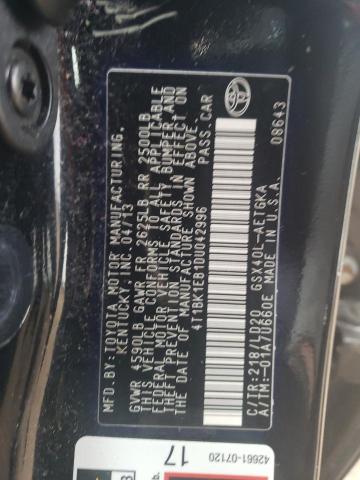 MFD.BY:TOYOTA MOTOR MANUFACTURING,
KENTUCKY, INC. 04/13
GVWR 4590LB GAWR FR 2625LB RR 2500LB
THIS VEHICLE CONFORMS TO ALL APPLICABLE
FEDERAL MOTOR VEHICLE SAFETY BUMPER AND
THEFT PREVENTION STANDARDS IN EFFECT ON
THE DATE OF MANUFACTURE SHOWN ABOVE.
4T1BK1EB1DU042996 PASS.CAR
C/TR:218/LD20 GSX40L-AETGKA
A/TM:-01A/U660E MADE IN U.S.A. 08643
42661-07120
17